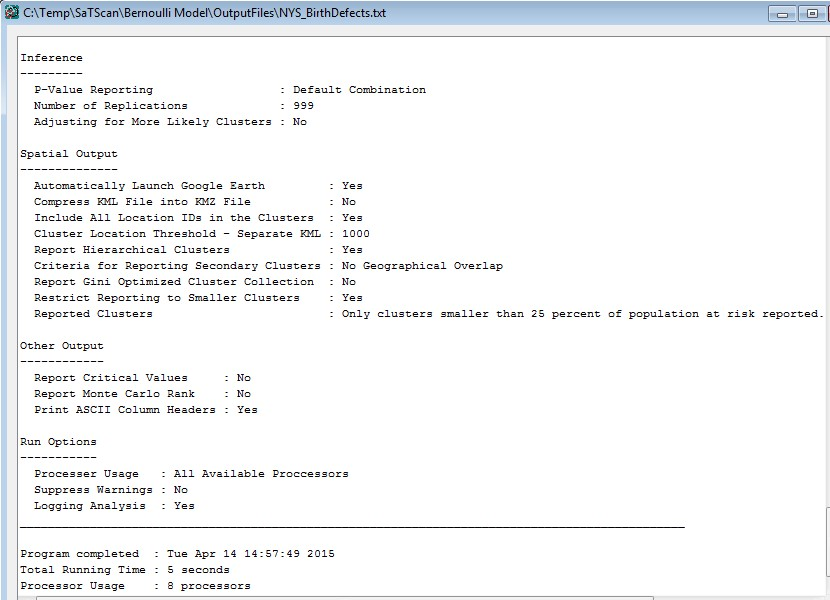 C:\Temp\SaTScan\Bernoulli Model\OutputFiles\NYS_BirthDefects.txt
Inference
---------
P-Value Reporting : Default Combination
Number of Replications : 999
Adjusting for More Likely Clusters : No
Spatial Output
--------------
Automatically Launch Google Earth : Yes
Compress KML File into KMZ File : No
Include All Location IDs in the Clusters : Yes
Cluster Location Threshold - Separate KML : 1000
Report Hierarchical Clusters : Yes
Criteria for Reporting Secondary Clusters : No Geographical Overlap
Report Gini Optimized Cluster Collection : No
Restrict Reporting to Smaller Clusters : Yes
Reported Clusters : Only clusters smaller than 25 percent of population at risk reported.
Other Output
------------
Report Critical Values : No
Report Monte Carlo Rank : No
Print ASCII Column Headers : Yes
Run Options
-----------
Processer Usage : All Available Proccessors
Suppress Warnings : No
Logging Analysis : Yes
Program completed : Tue Apr 14 14:57:49 2015
Total Running Time : 5 seconds
Processor Usage : 8 processors